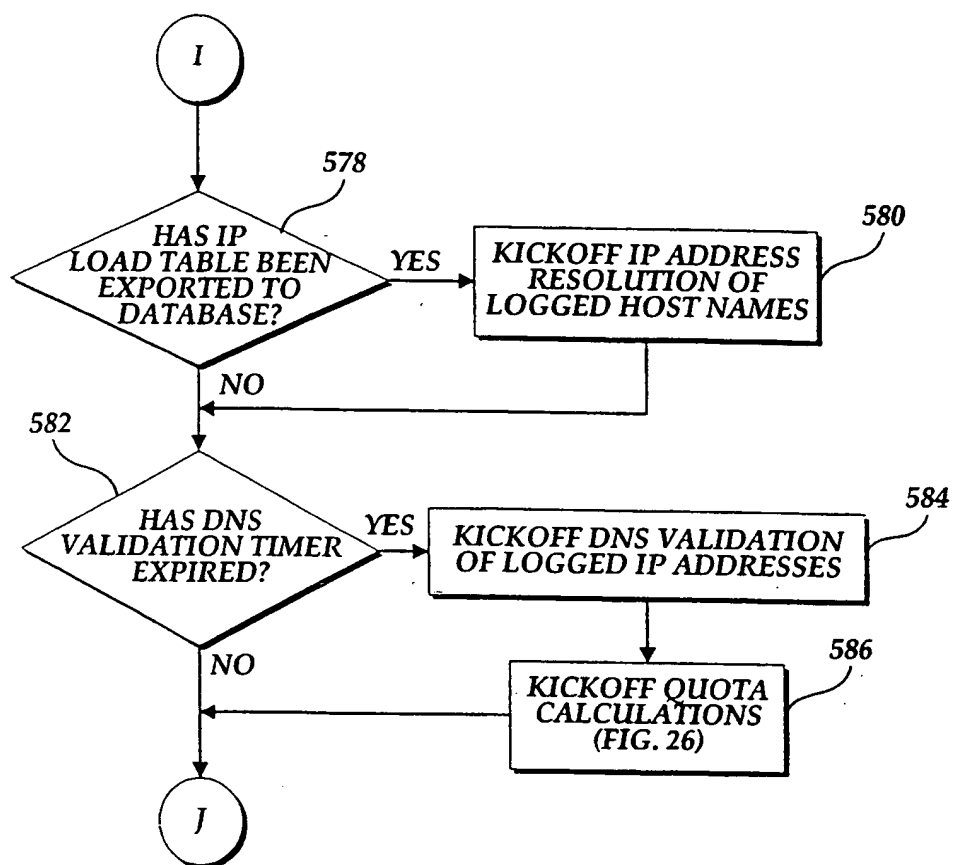 I
578
HAS IP
LOAD TABLE BEEN
EXPORTED TO
DATABASE?
YES
580
KICKOFF IP ADDRESS
RESOLUTION OF
LOGGED HOST NAMES
NO
582
HAS DNS
VALIDATION TIMER
EXPIRED?
YES
584
KICKOFF DNS VALIDATION
OF LOGGED IP ADDRESSES
NO
586
KICKOFF QUOTA
CALCULATIONS
(FIG. 26)
J